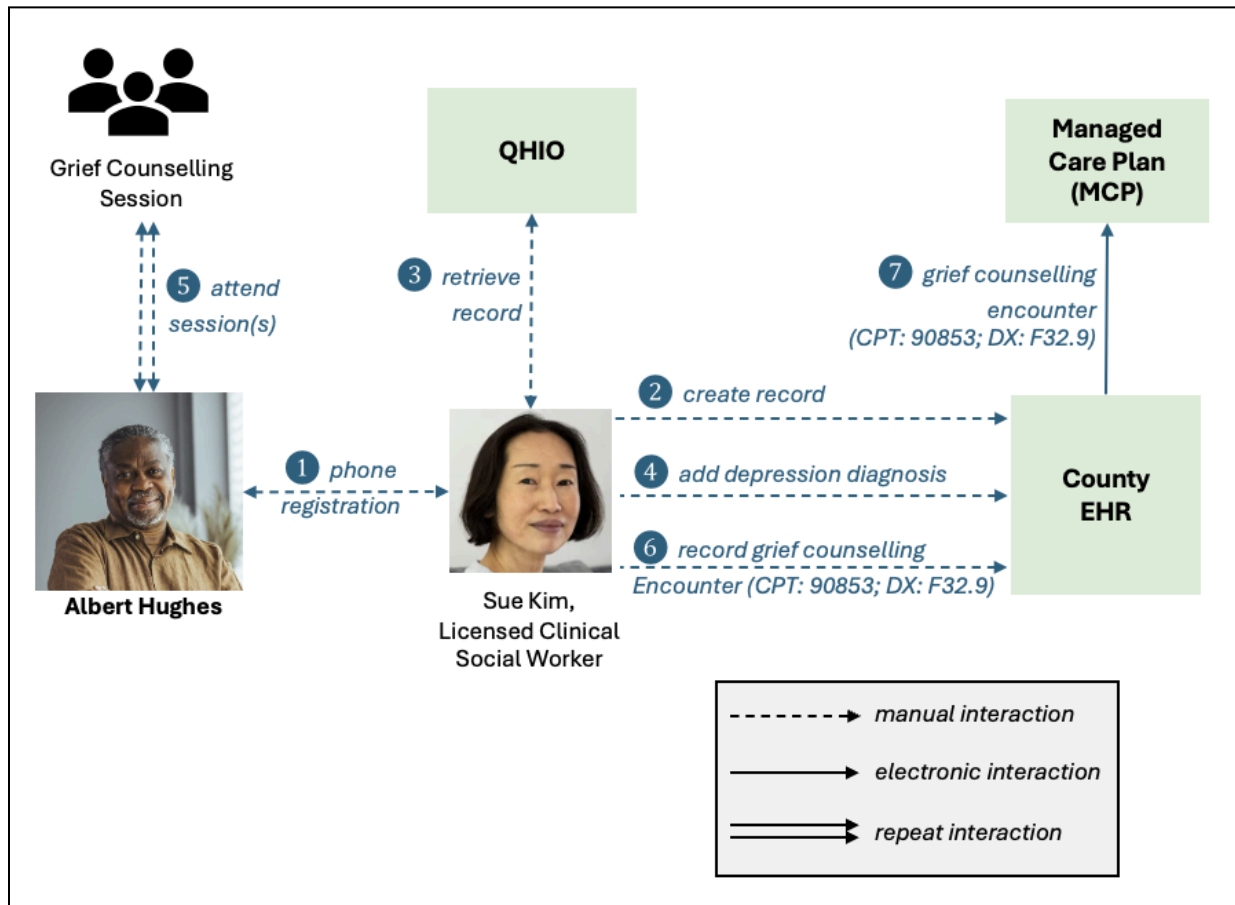 Grief Counselling
Session
QHIO
Managed
Care Plan
(MCP)
5 attend
session(s)
3 retrieve
record
7 grief counselling
encounter
(CPT: 90853; DX: F32.9)
1 phone
registration
2 create record
4 add depression diagnosis
6 record grief counselling
Encounter (CPT: 90853; DX: F32.9)
County
EHR
Albert Hughes
Sue Kim,
Licensed Clinical
Social Worker
manual interaction
electronic interaction
repeat interaction